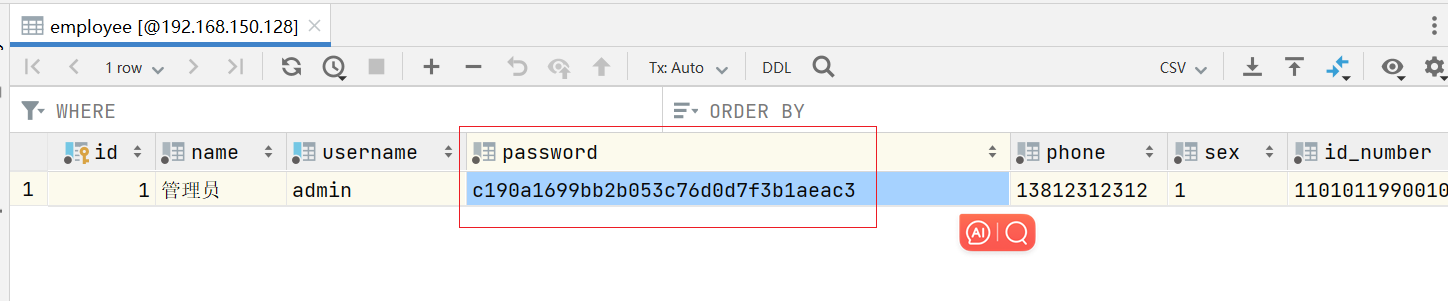 employee [@192.168.150.128]
1 row
Tx: Auto
DDL
CSV
WHERE
ORDER BY
id name username password phone sex id_number
1 1 管理员 admin c190a1699bb2b053c76d0d7f3b1aeac3 13812312312 1 1101011990010
AI